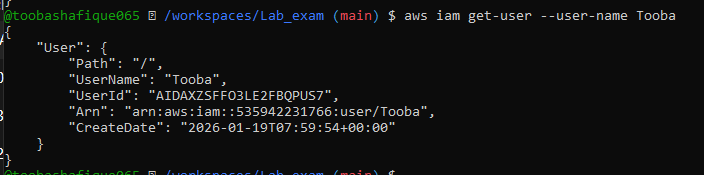 }
@toobashafique065 /workspaces/Lab_exam (main) $ aws iam get-user --user-name Tooba
{
    "User": {
        "Path": "/",
        "UserName": "Tooba",
        "UserId": "AIDAXZSFFO3LE2FBQPUS7",
        "Arn": "arn:aws:iam::535942231766:user/Tooba",
        "CreateDate": "2026-01-19T07:59:54+00:00"
    }
}
@toobashafique065 /workspaces/Lab_exam (main) $